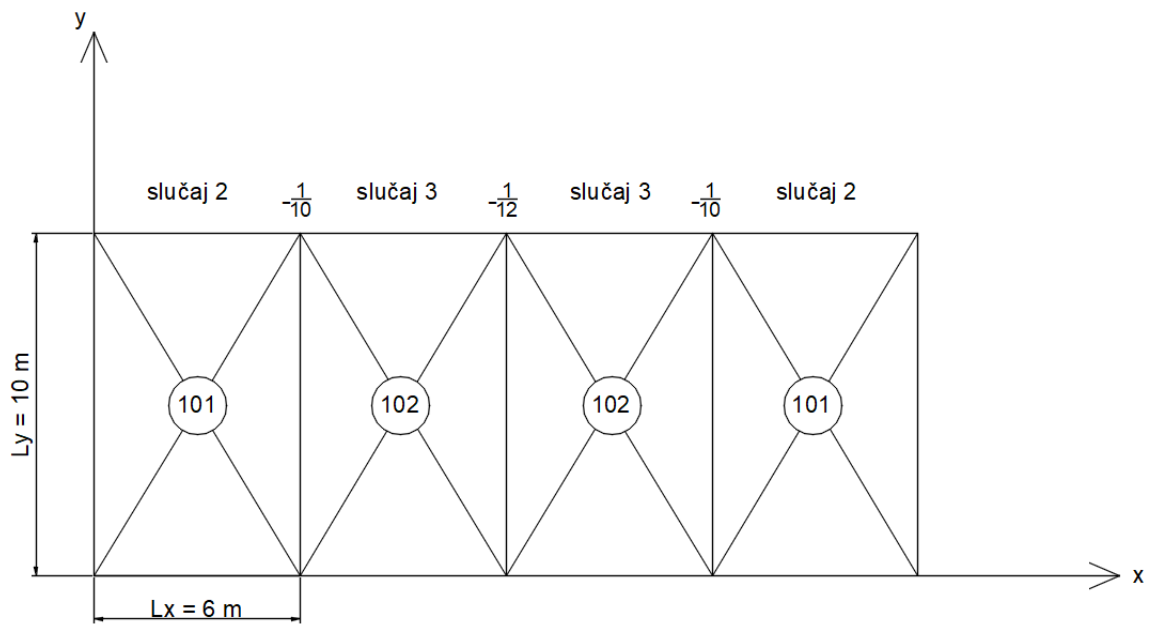 y
slučaj 2
-1/10
slučaj 3
-1/12
slučaj 3
-1/10
slučaj 2
Ly = 10 m
101
102
102
101
x
Lx = 6 m